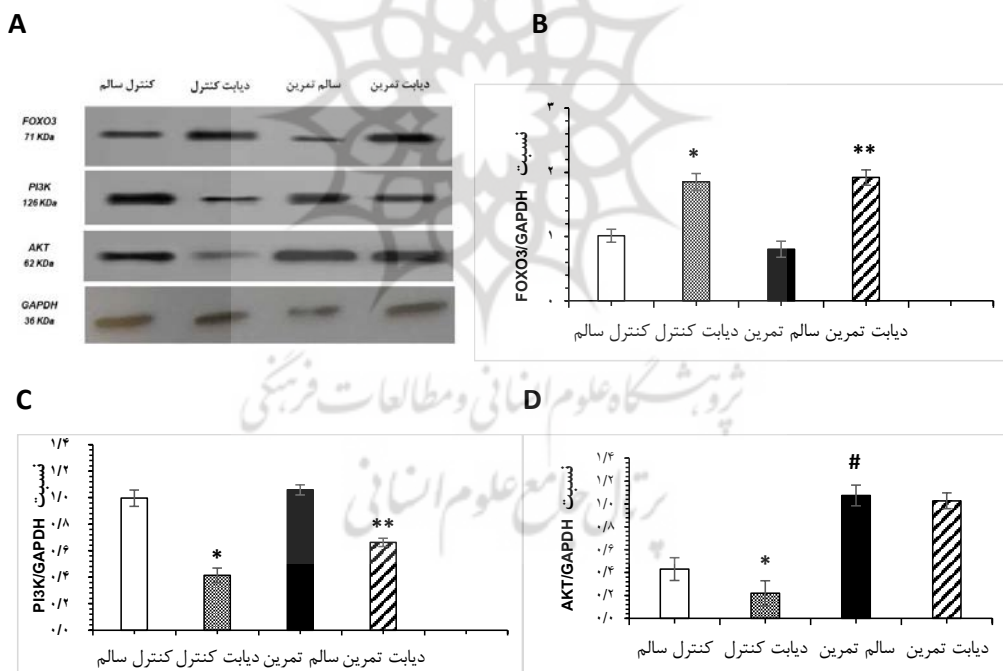 A
کنترل سالم دیابت کنترل سالم تمرین دیابت تمرین
FOXO3
71 KDa
PI3K
126 KDa
AKT
62 KDa
GAPDH
36 KDa
B
FOXO3/GAPDH نسبت
۳
۲
۱
۰
*
**
کنترل سالم دیابت کنترل سالم تمرین دیابت تمرین
پژوهشگاه علوم انسانی و مطالعات فرهنگی
پرتال جامع علوم انسانی
C
PI3K/GAPDH نسبت
۱/۴
۱/۲
۱/۰
۰/۸
۰/۶
۰/۴
۰/۲
۰/۰
*
**
کنترل سالم دیابت کنترل سالم تمرین دیابت تمرین
D
AKT/GAPDH نسبت
۱/۴
۱/۲
۱/۰
۰/۸
۰/۶
۰/۴
۰/۲
۰/۰
*
#
کنترل سالم دیابت کنترل سالم تمرین دیابت تمرین